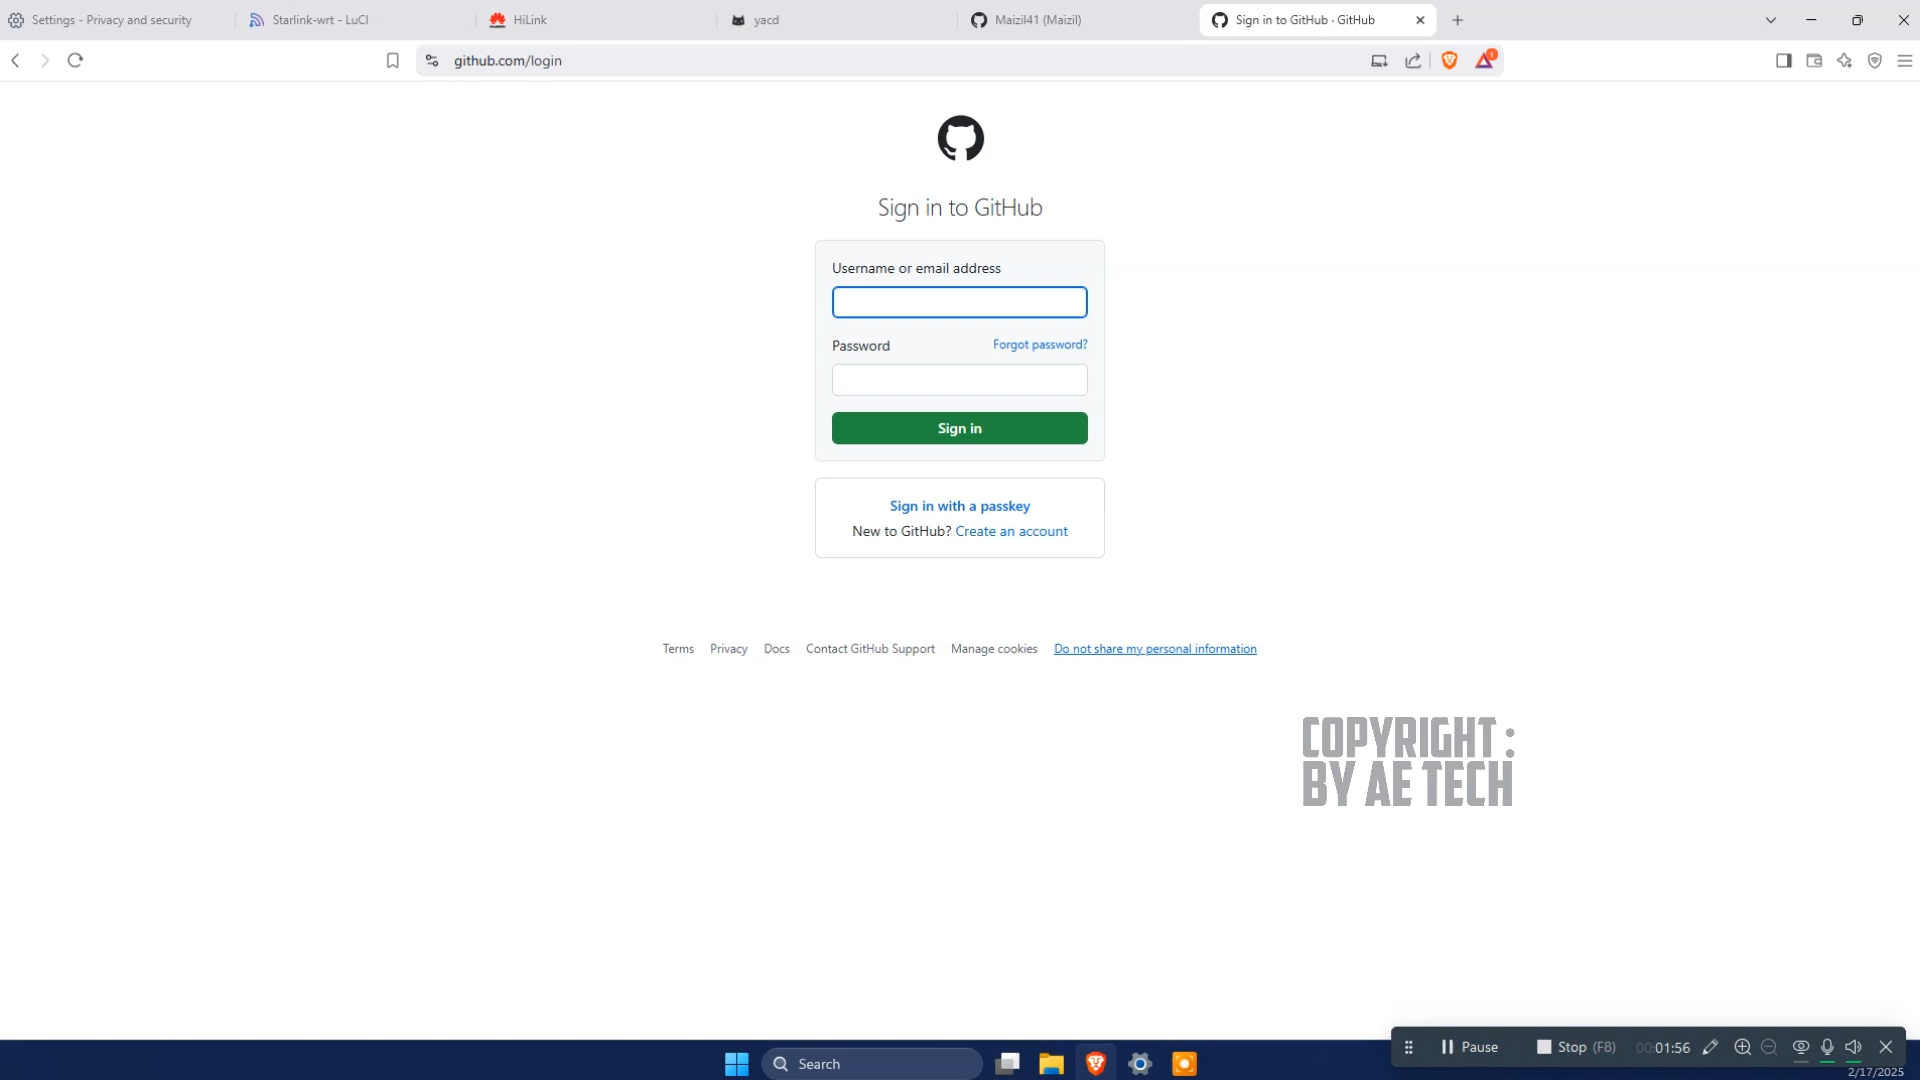 Settings - Privacy and security
Starlink-wrt - LuCI
HiLink
yacd
Maizil41 (Maizil)
Sign in to GitHub · GitHub
github.com/login
1
Sign in to GitHub
Username or email address
Password
Forgot password?
Sign in
Sign in with a passkey
New to GitHub? Create an account
Terms
Privacy
Docs
Contact GitHub Support
Manage cookies
Do not share my personal information
COPYRIGHT :
BY AE TECH
Pause
Stop (F8)
00:01:56
Search
2/17/2025